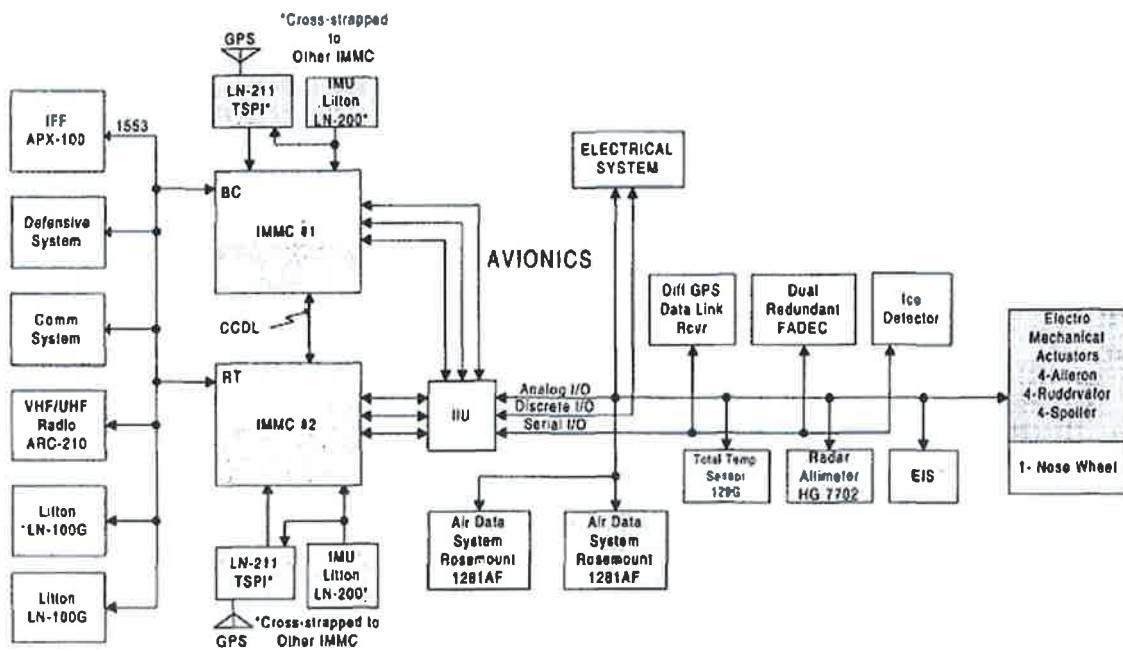 *Cross-strapped
to
Other IMMC
GPS
LN-211
TSPI*
IMU
Litton
LN-200*
IFF
APX-100
1553
ELECTRICAL
SYSTEM
BC
IMMC #1
Defensive
System
AVIONICS
Diff GPS
Data Link
Rcvr
Dual
Redundant
FADEC
Ice
Detector
Comm
System
CCDL
Electro
Mechanical
Actuators
4-Aileron
4-Ruddrvator
4-Spoiler
1- Nose Wheel
RT
IMMC #2
IIU
Analog I/O
Discrete I/O
Serial I/O
VHF/UHF
Radio
ARC-210
Total Temp
Sensor
129G
Radar
Altimeter
HG 7702
EIS
Litton
*LN-100G
Air Data
System
Rosemount
1281AF
Air Data
System
Rosemount
1281AF
LN-211
TSPI*
IMU
Litton
LN-200*
Litton
LN-100G
GPS
*Cross-strapped to
Other IMMC